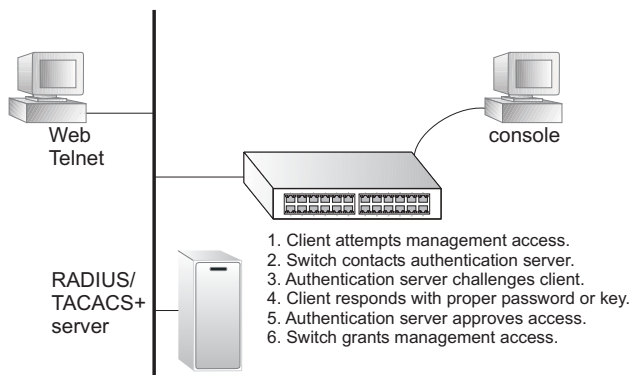 Web
Telnet
console
RADIUS/
TACACS+
server
1. Client attempts management access.
2. Switch contacts authentication server.
3. Authentication server challenges client.
4. Client responds with proper password or key.
5. Authentication server approves access.
6. Switch grants management access.